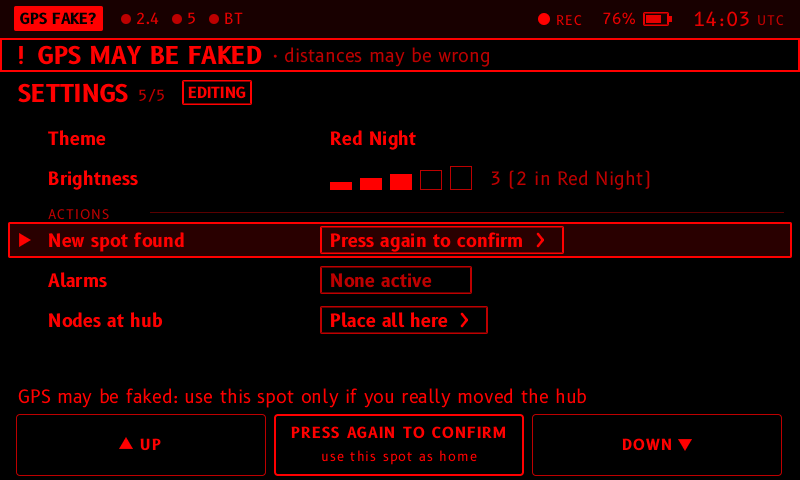 GPS FAKE? 2.4 5 BT REC 76% 14:03 UTC
! GPS MAY BE FAKED · distances may be wrong
SETTINGS 5/5 EDITING
Theme Red Night
Brightness 3 (2 in Red Night)
ACTIONS
New spot found Press again to confirm >
Alarms None active
Nodes at hub Place all here >
GPS may be faked: use this spot only if you really moved the hub
▲ UP PRESS AGAIN TO CONFIRM DOWN ▼
use this spot as home